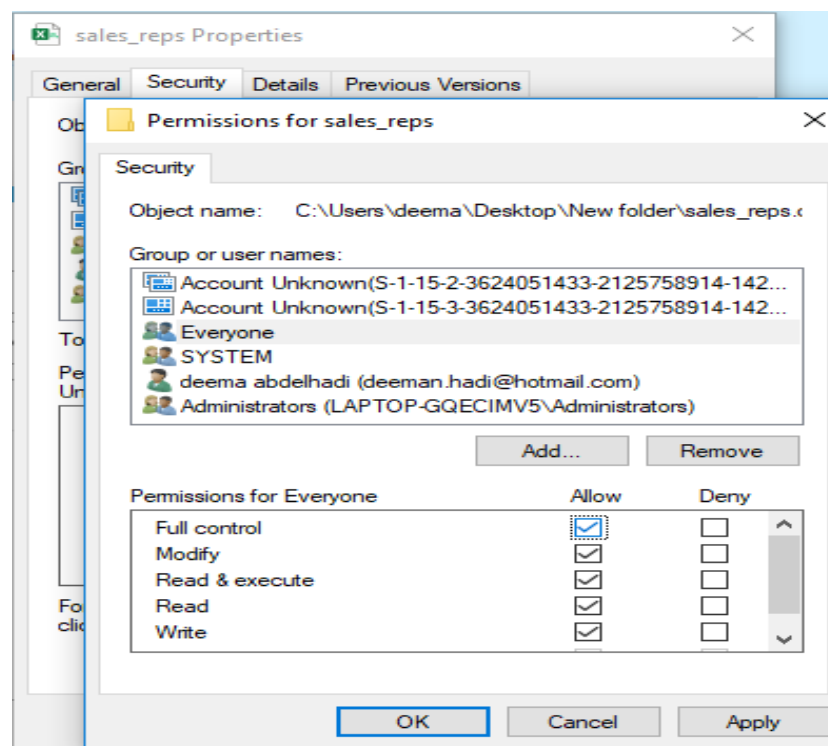 sales_reps Properties
General Security Details Previous Versions
Permissions for sales_reps
Security
Object name: C:\Users\deema\Desktop\New folder\sales_reps.
Group or user names:
Account Unknown(S-1-15-2-3624051433-2125758914-142...
Account Unknown(S-1-15-3-3624051433-2125758914-142...
Everyone
SYSTEM
deema abdelhadi (deeman.hadi@hotmail.com)
Administrators (LAPTOP-GQECIMV5\Administrators)
Add... Remove
Permissions for Everyone Allow Deny
Full control
Modify
Read & execute
Read
Write
OK Cancel Apply